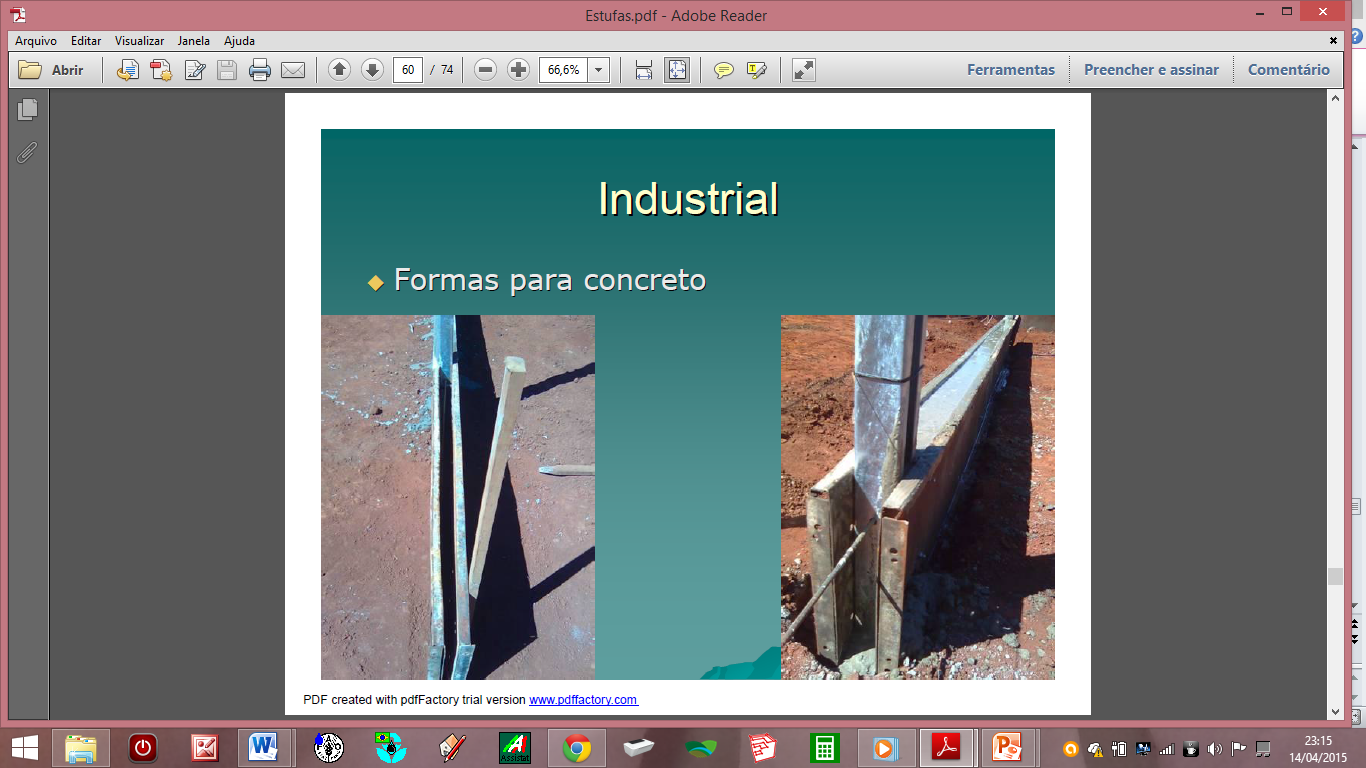 Estufas.pdf - Adobe Reader
Arquivo Editar Visualizar Janela Ajuda
Abrir 60 / 74 66,6% Ferramentas Preencher e assinar Comentário
Industrial
Formas para concreto
PDF created with pdfFactory trial version www.pdffactory.com
Assistat
23:15
14/04/2015